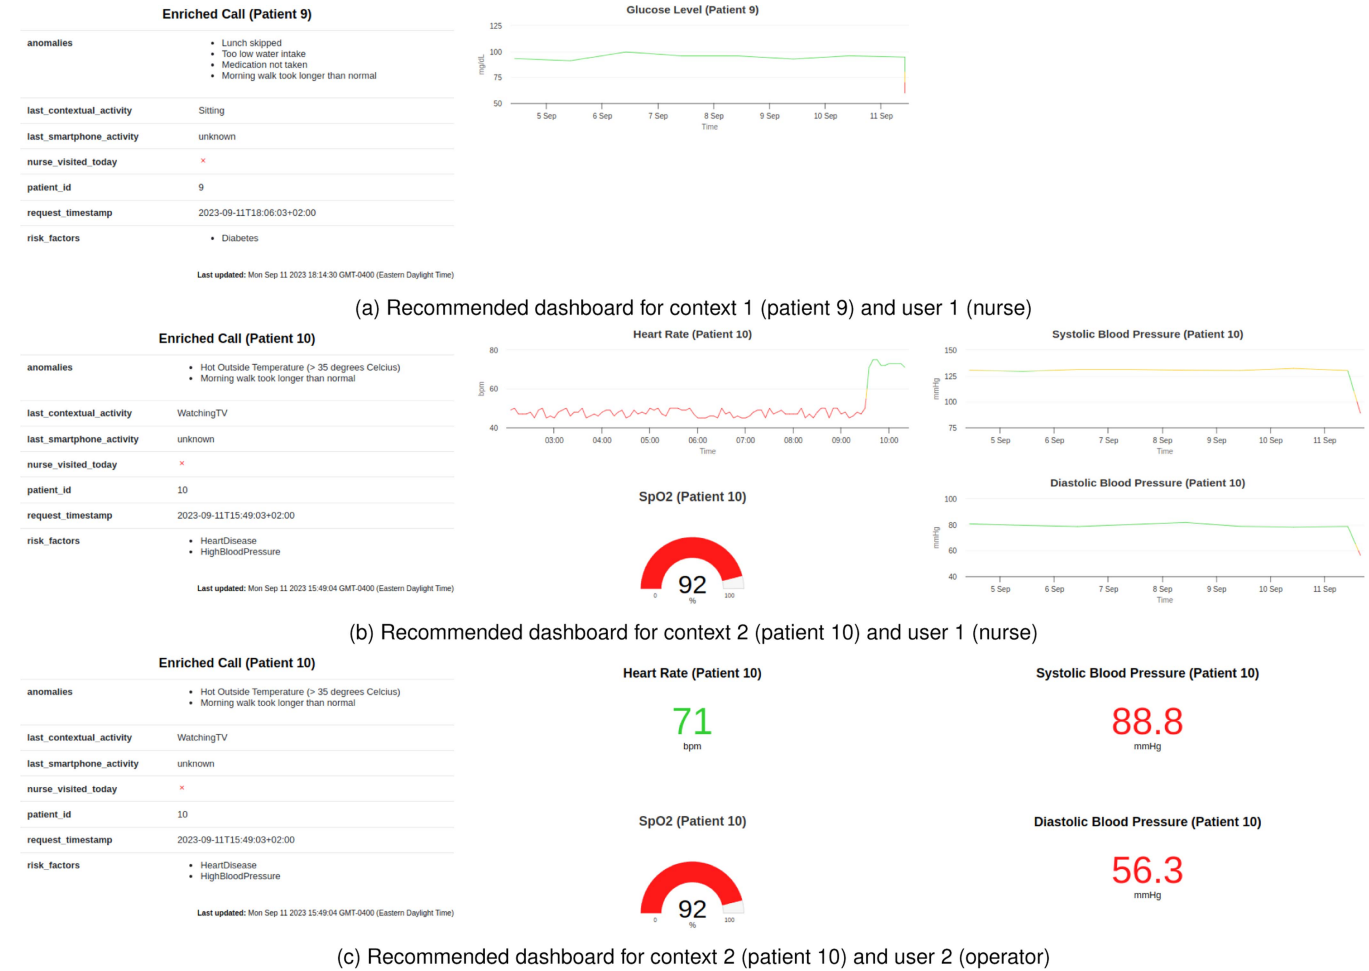 Enriched Call (Patient 9)
anomalies
• Lunch skipped
• Too low water intake
• Medication not taken
• Morning walk took longer than normal
last_contextual_activity Sitting
last_smartphone_activity unknown
nurse_visited_today ×
patient_id 9
request_timestamp 2023-09-11T18:06:03+02:00
risk_factors • Diabetes
Last updated: Mon Sep 11 2023 18:14:30 GMT-0400 (Eastern Daylight Time)
Glucose Level (Patient 9)
125
100
75
50
mg/dL
5 Sep 6 Sep 7 Sep 8 Sep 9 Sep 10 Sep 11 Sep
Time
(a) Recommended dashboard for context 1 (patient 9) and user 1 (nurse)
Enriched Call (Patient 10)
anomalies
• Hot Outside Temperature (> 35 degrees Celcius)
• Morning walk took longer than normal
last_contextual_activity WatchingTV
last_smartphone_activity unknown
nurse_visited_today ×
patient_id 10
request_timestamp 2023-09-11T15:49:03+02:00
risk_factors • HeartDisease
• HighBloodPressure
Last updated: Mon Sep 11 2023 15:49:04 GMT-0400 (Eastern Daylight Time)
Heart Rate (Patient 10)
80
60
40
bpm
03:00 04:00 05:00 06:00 07:00 08:00 09:00 10:00
Time
Systolic Blood Pressure (Patient 10)
150
125
100
75
mmHg
5 Sep 6 Sep 7 Sep 8 Sep 9 Sep 10 Sep 11 Sep
Time
SpO2 (Patient 10)
92
0 100
%
Diastolic Blood Pressure (Patient 10)
100
80
60
40
mmHg
5 Sep 6 Sep 7 Sep 8 Sep 9 Sep 10 Sep 11 Sep
Time
(b) Recommended dashboard for context 2 (patient 10) and user 1 (nurse)
Enriched Call (Patient 10)
anomalies
• Hot Outside Temperature (> 35 degrees Celcius)
• Morning walk took longer than normal
last_contextual_activity WatchingTV
last_smartphone_activity unknown
nurse_visited_today ×
patient_id 10
request_timestamp 2023-09-11T15:49:03+02:00
risk_factors • HeartDisease
• HighBloodPressure
Last updated: Mon Sep 11 2023 15:49:04 GMT-0400 (Eastern Daylight Time)
Heart Rate (Patient 10)
71
bpm
Systolic Blood Pressure (Patient 10)
88.8
mmHg
SpO2 (Patient 10)
92
0 100
%
Diastolic Blood Pressure (Patient 10)
56.3
mmHg
(c) Recommended dashboard for context 2 (patient 10) and user 2 (operator)